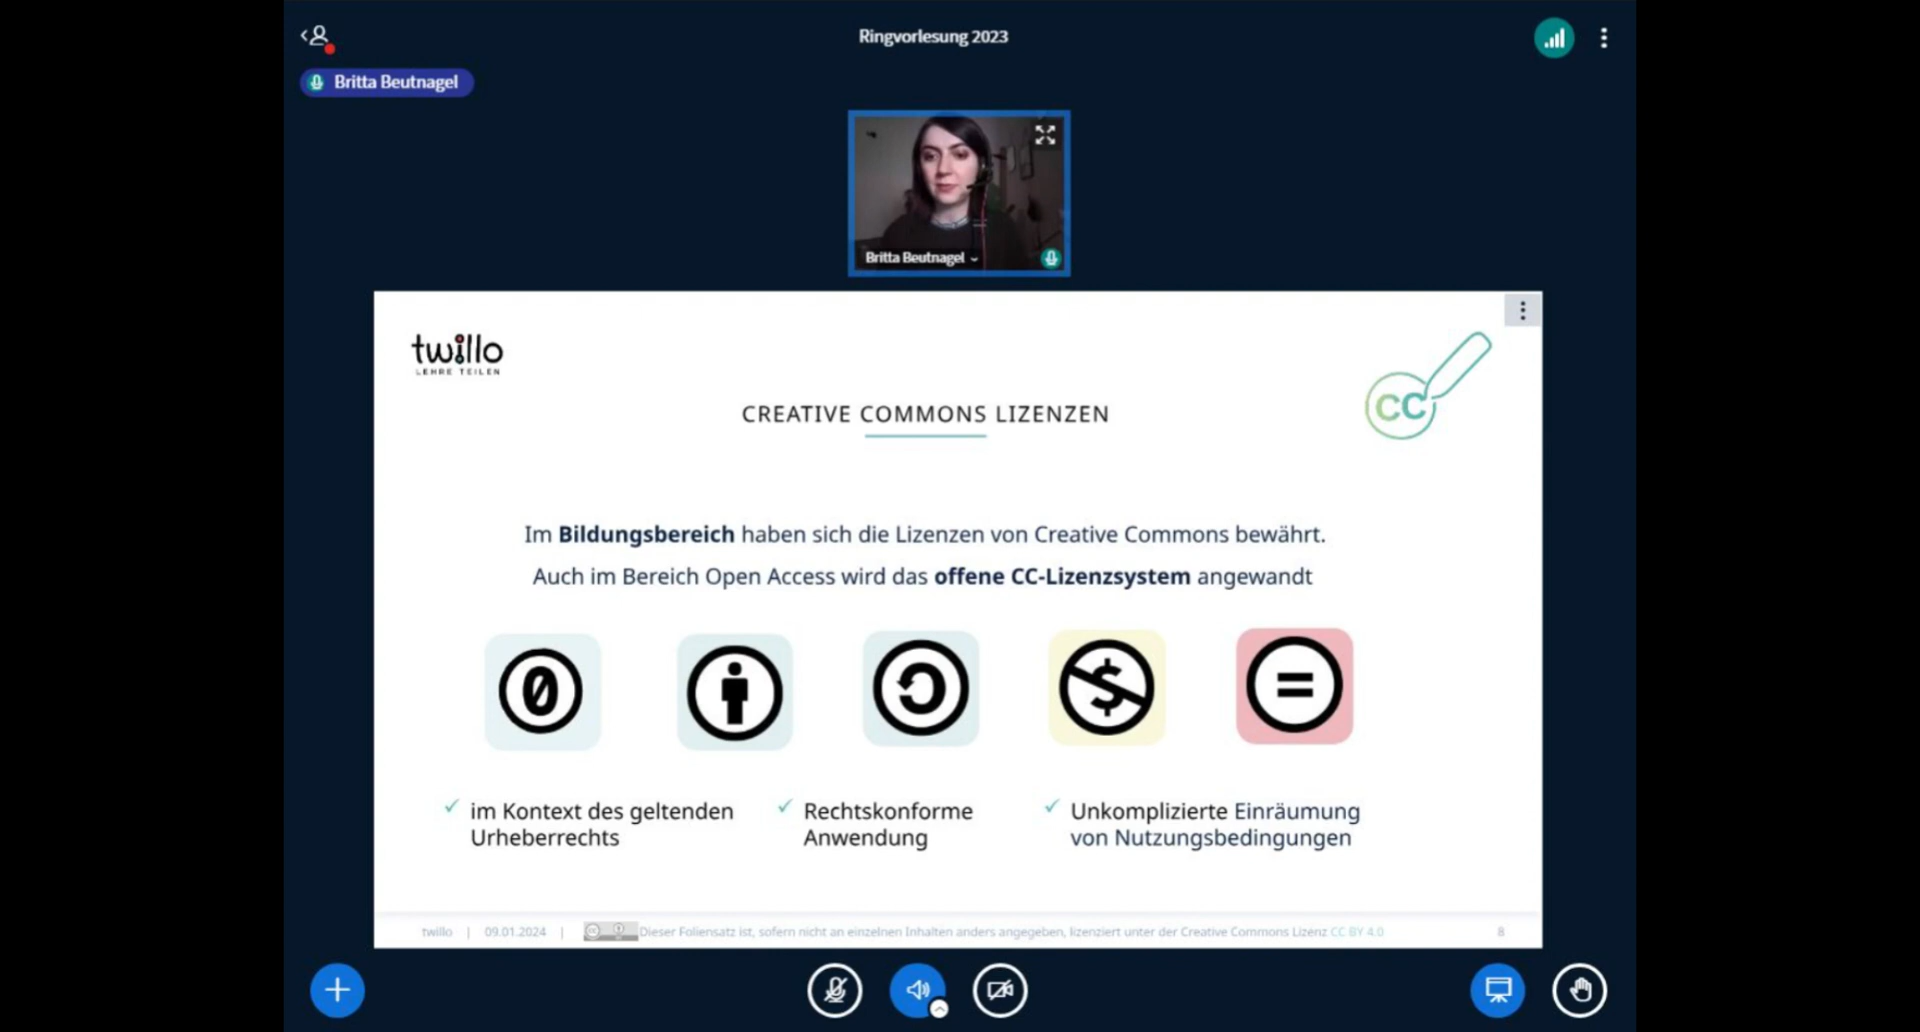 Ringvorlesung 2023
Britta Beutnagel
Britta Beutnagel
twillo
LEHRE TEILEN
CC
CREATIVE COMMONS LIZENZEN
Im Bildungsbereich haben sich die Lizenzen von Creative Commons bewährt.
Auch im Bereich Open Access wird das offene CC-Lizenzsystem angewandt
0 $ =
im Kontext des geltenden
Urheberrechts
Rechtskonforme
Anwendung
Unkomplizierte Einräumung
von Nutzungsbedingungen
twillo | 09.01.2024 | Dieser Foliensatz ist, sofern nicht an einzelnen Inhalten anders angegeben, lizenziert unter der Creative Commons Lizenz CC BY 4.0 8